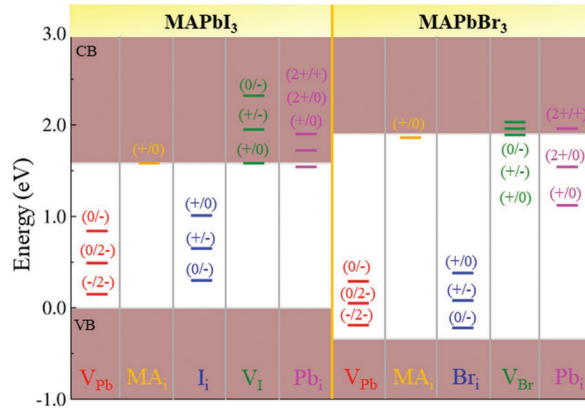 MAPbI3 MAPbBr3
3.0
2.0
1.0
0.0
-1.0
Energy (eV)
CB
VB
(0/-)
(0/2-)
(-/2-)
VPb
(+/0)
MAi
(+/0)
(+/-)
(0/-)
Ii
(0/-)
(+/-)
(+/0)
VI
(2+/+)
(2+/0)
(+/0)
Pbi
(0/-)
(0/2-)
(-/2-)
VPb
(+/0)
MAi
(+/0)
(+/-)
(0/-)
Bri
(0/-)
(+/-)
(+/0)
VBr
(2+/+)
(2+/0)
(+/0)
Pbi